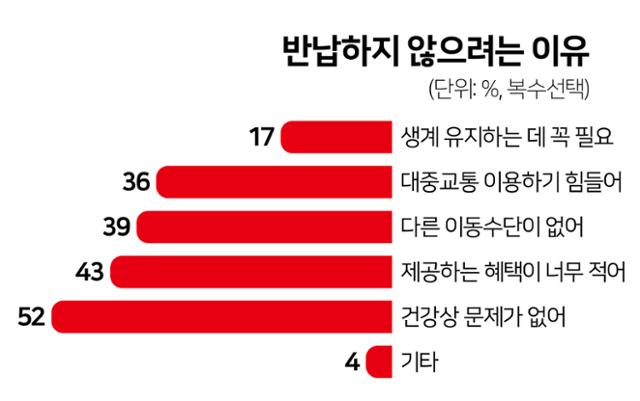 반납하지 않으려는 이유
(단위: %, 복수선택)
17 생계 유지하는 데 꼭 필요
36 대중교통 이용하기 힘들어
39 다른 이동수단이 없어
43 제공하는 혜택이 너무 적어
52 건강상 문제가 없어
4 기타